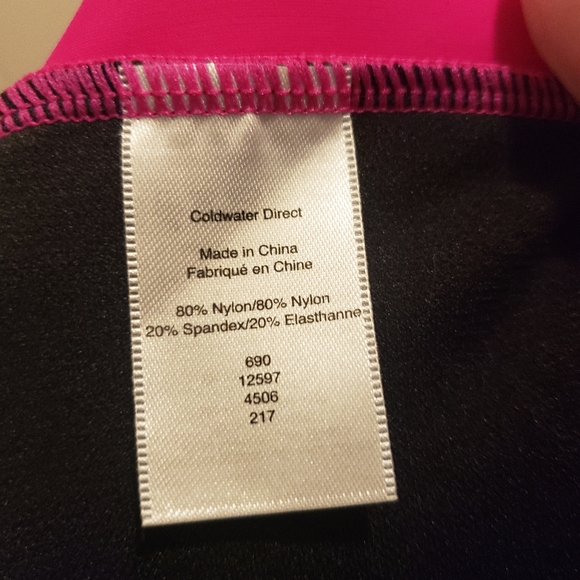 Coldwater Direct
Made in China
Fabriqué en Chine
80% Nylon/80% Nylon
20% Spandex/20% Elasthanne
690
12597
4506
217